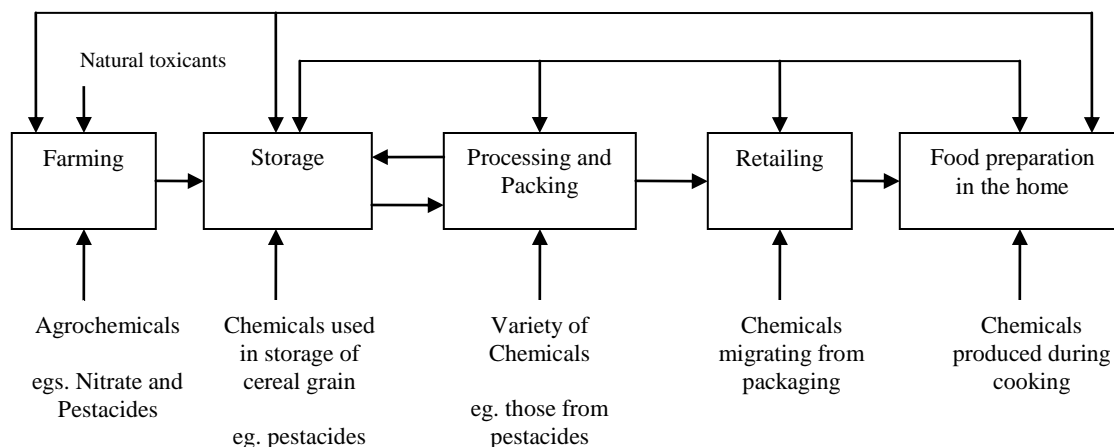 Natural toxicants
Farming
Storage
Processing and
Packing
Retailing
Food preparation
in the home
Agrochemicals
egs. Nitrate and
Pestacides
Chemicals used
in storage of
cereal grain
eg. pestacides
Variety of
Chemicals
eg. those from
pestacides
Chemicals
migrating from
packaging
Chemicals
produced during
cooking